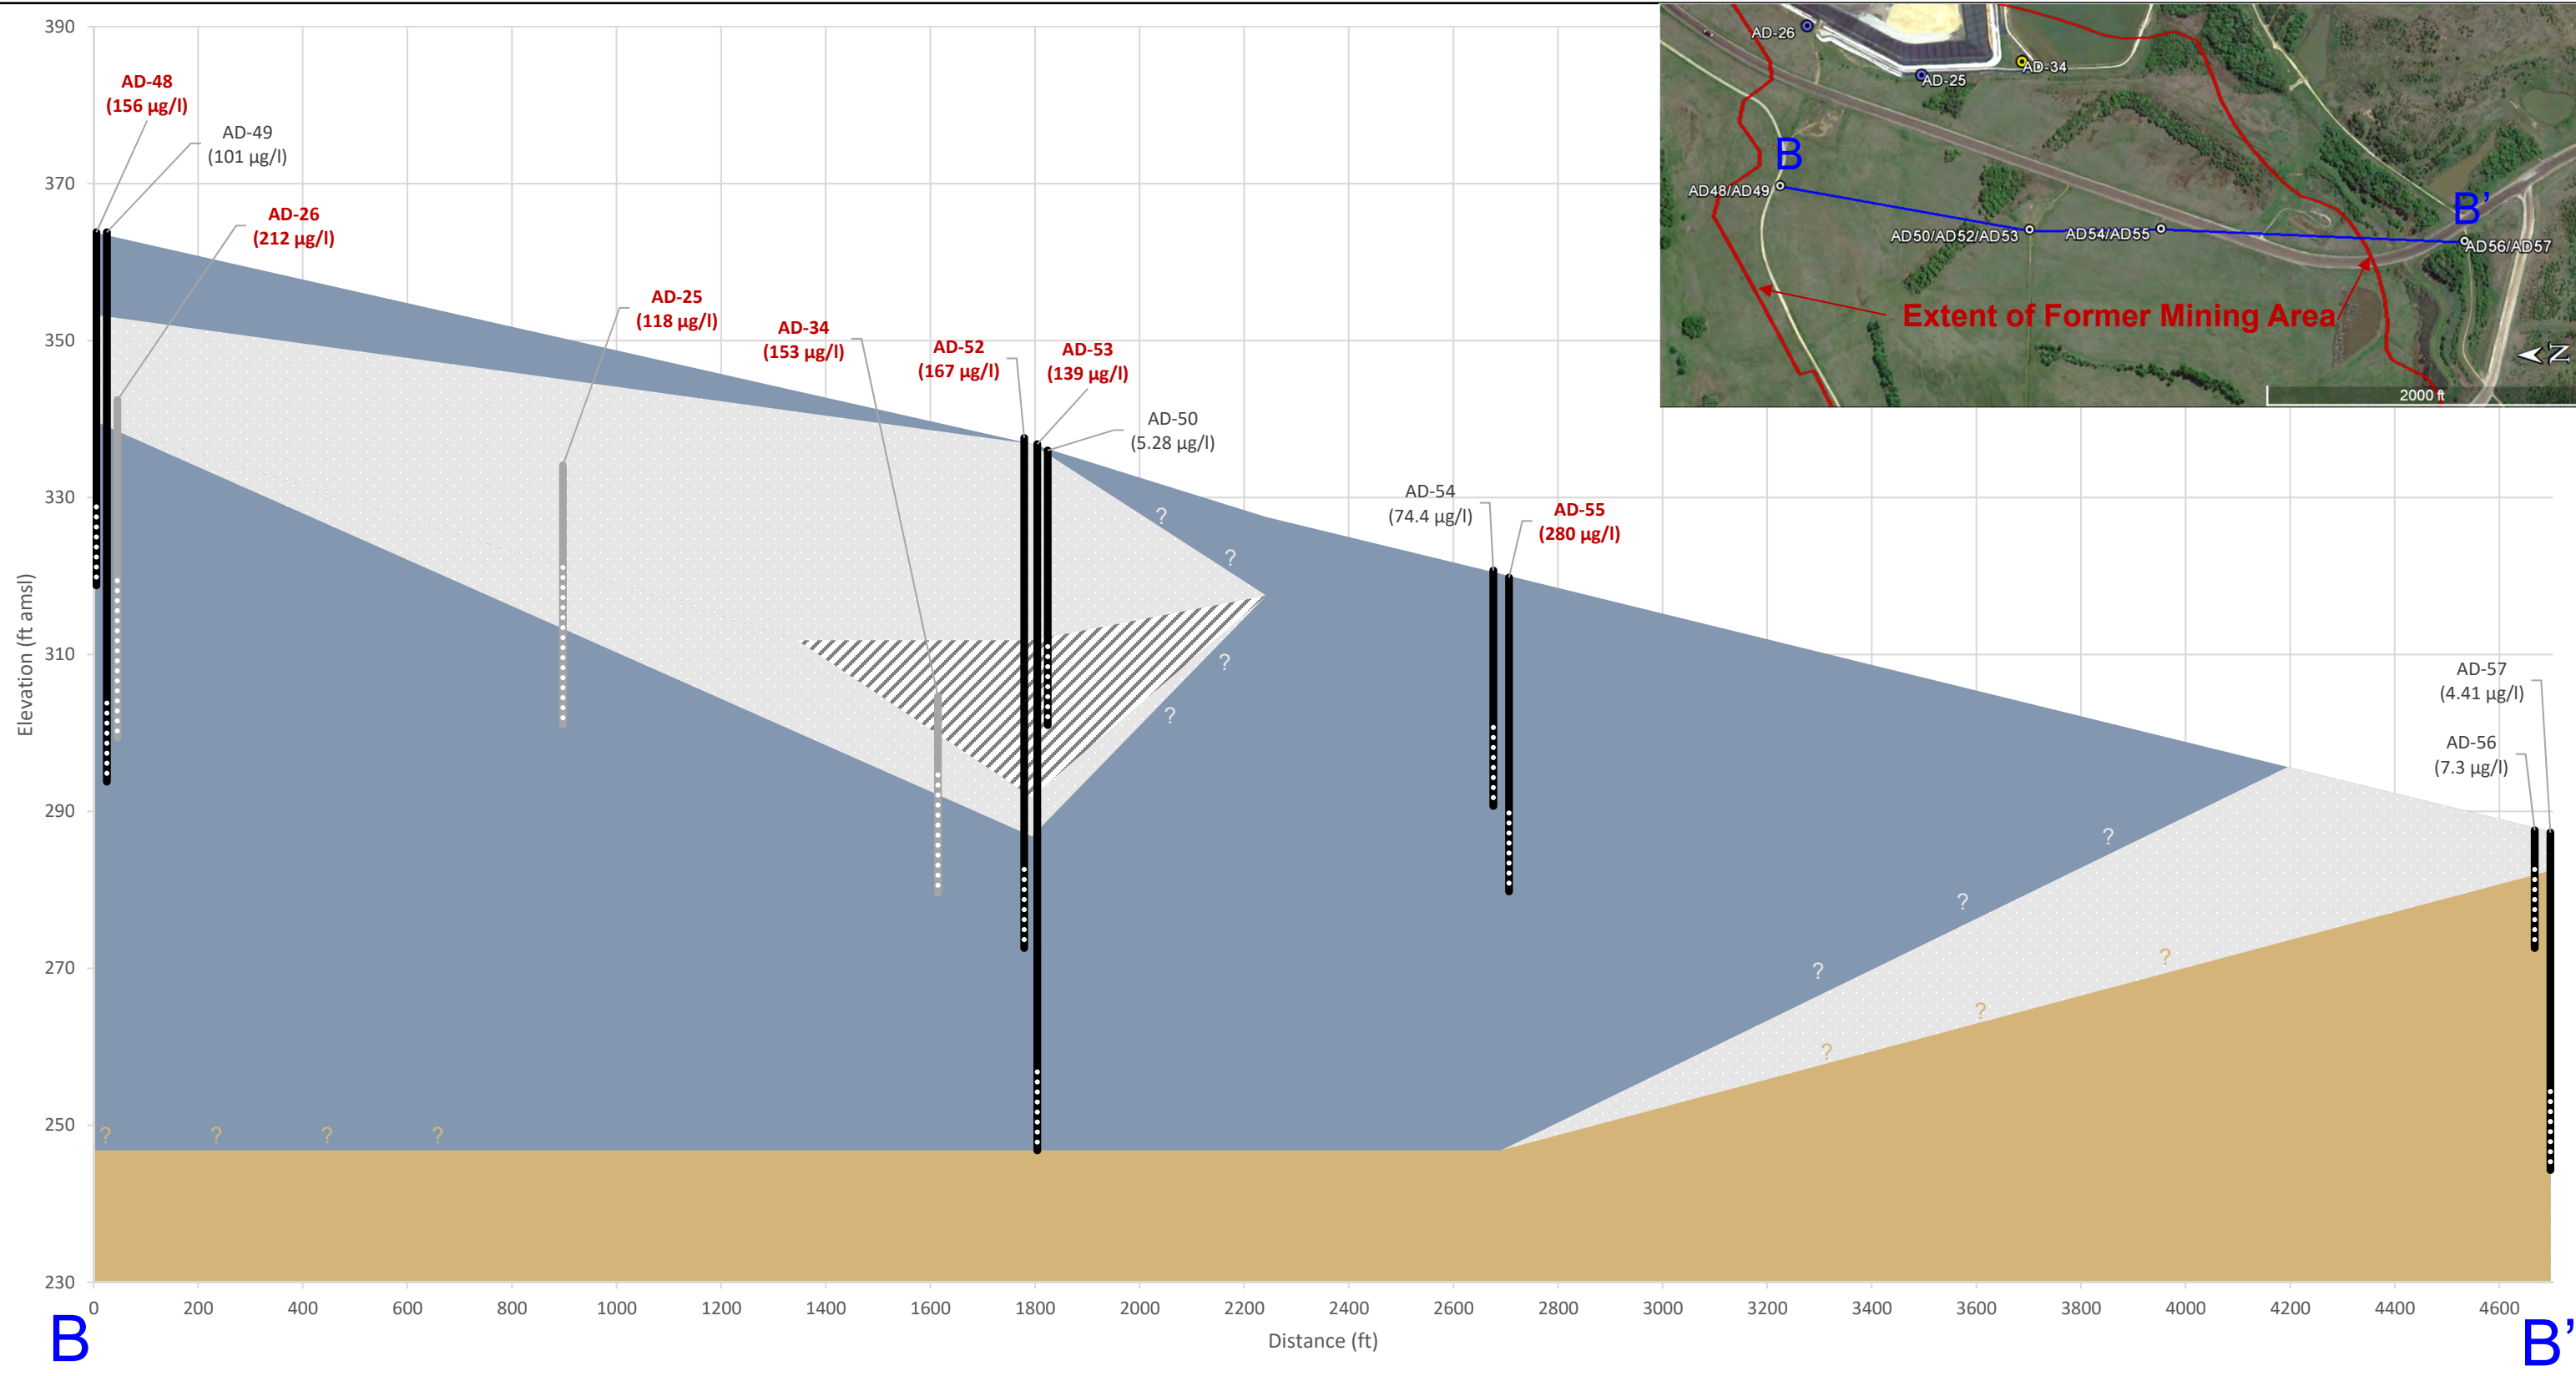 390
370
350
330
310
290
270
250
230
Elevation (ft amsl)
AD-48
(156 µg/l)
AD-49
(101 µg/l)
AD-26
(212 µg/l)
AD-25
(118 µg/l)
AD-34
(153 µg/l)
AD-52
(167 µg/l)
AD-53
(139 µg/l)
AD-50
(5.28 µg/l)
AD-54
(74.4 µg/l)
AD-55
(280 µg/l)
AD-57
(4.41 µg/l)
AD-56
(7.3 µg/l)
?
?
?
?
?
?
?
?
?
?
?
? ? ? ?
0 200 400 600 800 1000 1200 1400 1600 1800 2000 2200 2400 2600 2800 3000 3200 3400 3600 3800 4000 4200 4400 4600
Distance (ft)
B
B’
AD-26
AD-25
AD-34
B
AD48/AD49
AD50/AD52/AD53
AD54/AD55
B’
AD56/AD57
Extent of Former Mining Area
N
2000 ft